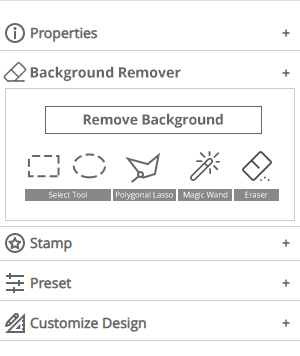 Properties +
Background Remover +
Remove Background
Select Tool Polygonal Lasso Magic Wand Eraser
Stamp +
Preset +
Customize Design +